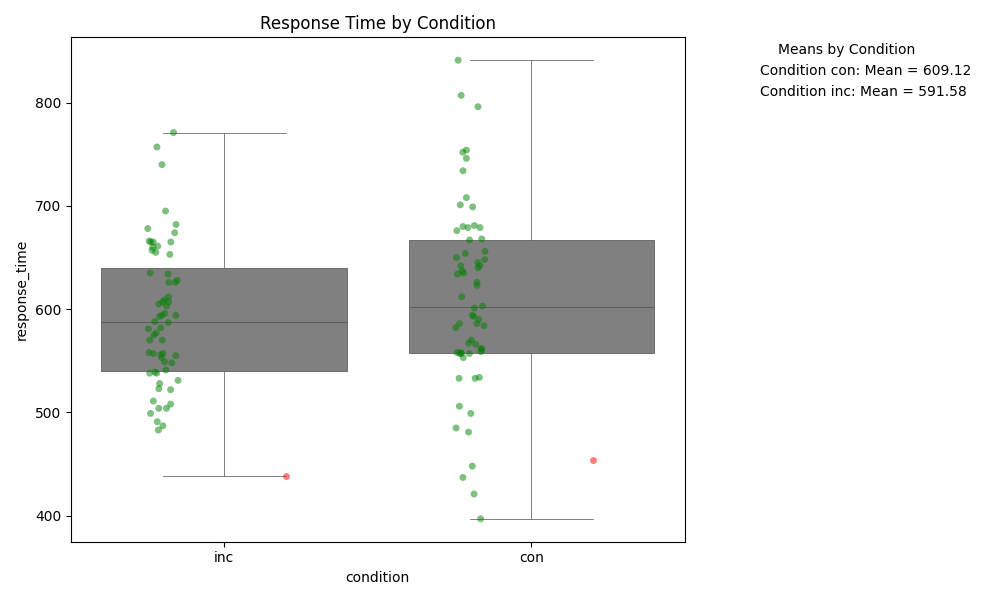 Response Time by Condition
Means by Condition
Condition con: Mean = 609.12
Condition inc: Mean = 591.58
800
700
600
500
400
response_time
inc con
condition